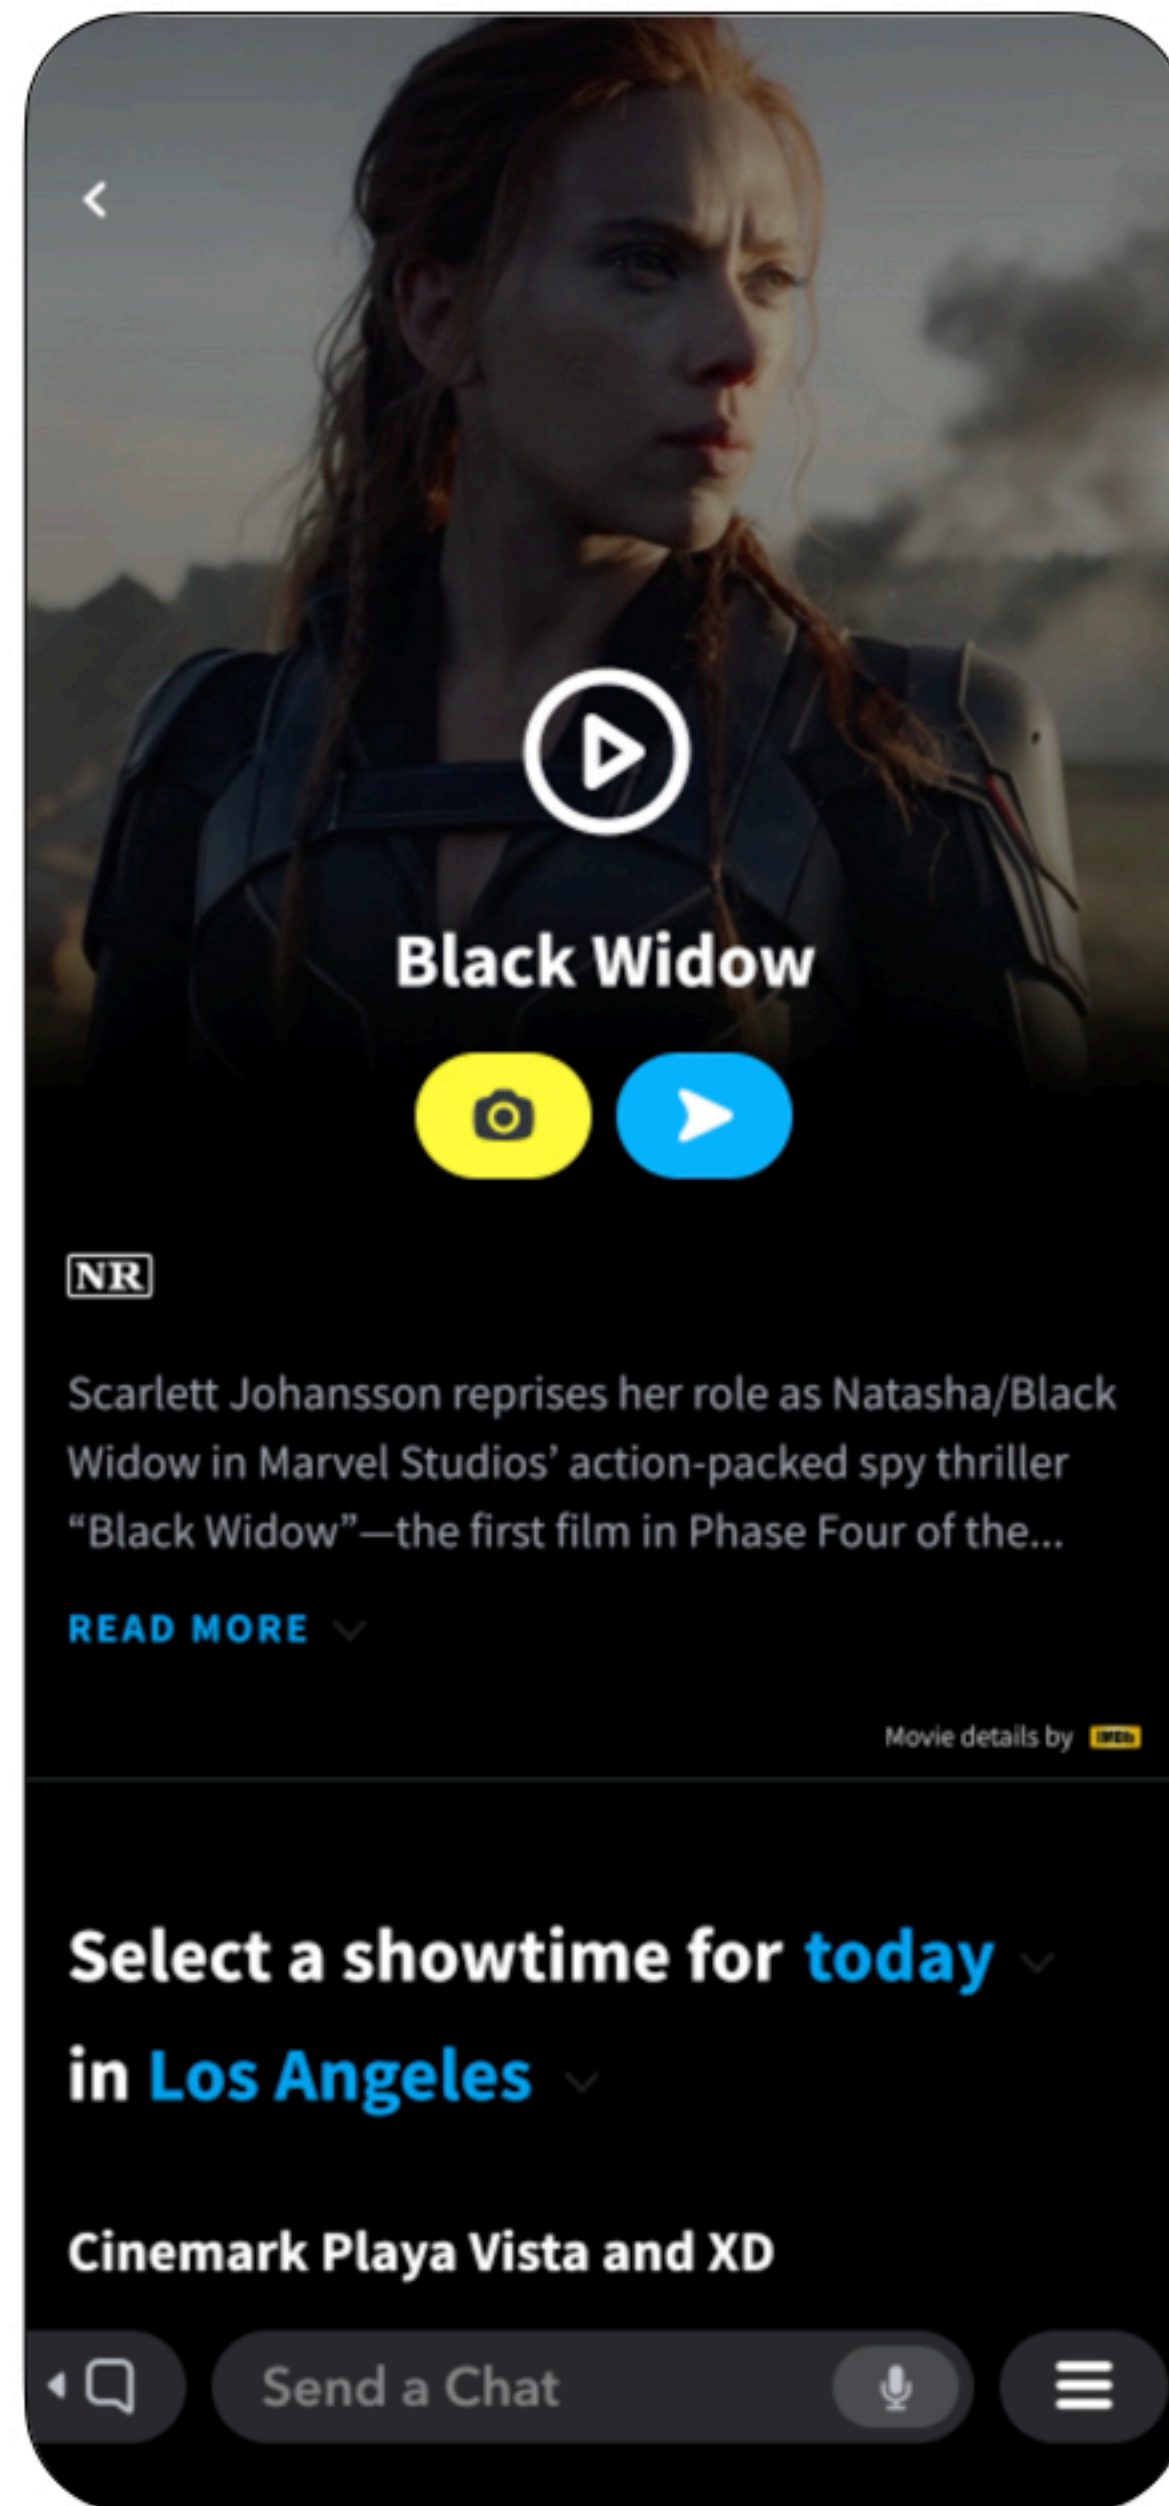 Black Widow
NR
Scarlett Johansson reprises her role as Natasha/Black
Widow in Marvel Studios’ action-packed spy thriller
“Black Widow”—the first film in Phase Four of the...
READ MORE
Movie details by IMDb
Select a showtime for today
in Los Angeles
Cinemark Playa Vista and XD
Send a Chat